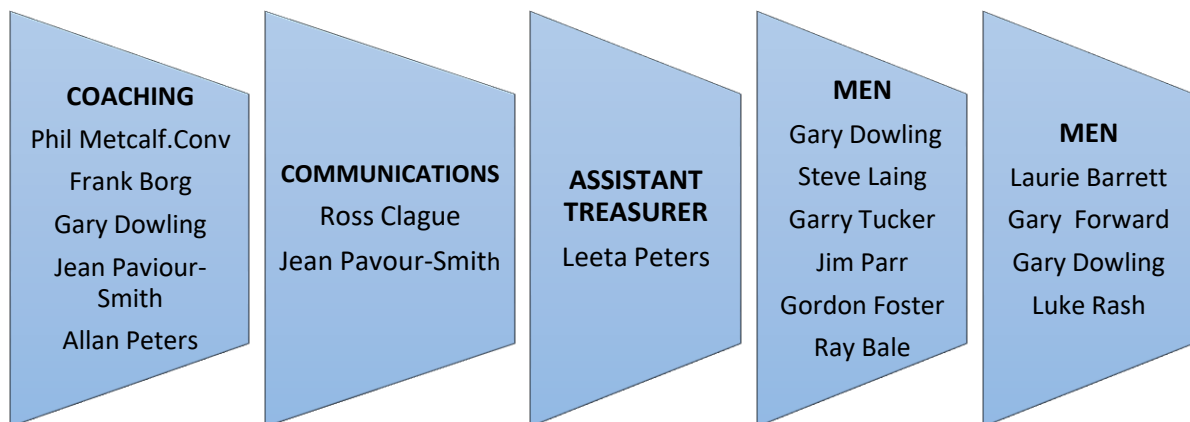 COACHING
Phil Metcalf.Conv
Frank Borg
Gary Dowling
Jean Paviour-
Smith
Allan Peters
COMMUNICATIONS
Ross Clague
Jean Pavour-Smith
ASSISTANT
TREASURER
Leeta Peters
MEN
Gary Dowling
Steve Laing
Garry Tucker
Jim Parr
Gordon Foster
Ray Bale
MEN
Laurie Barrett
Gary  Forward
Gary Dowling
Luke Rash